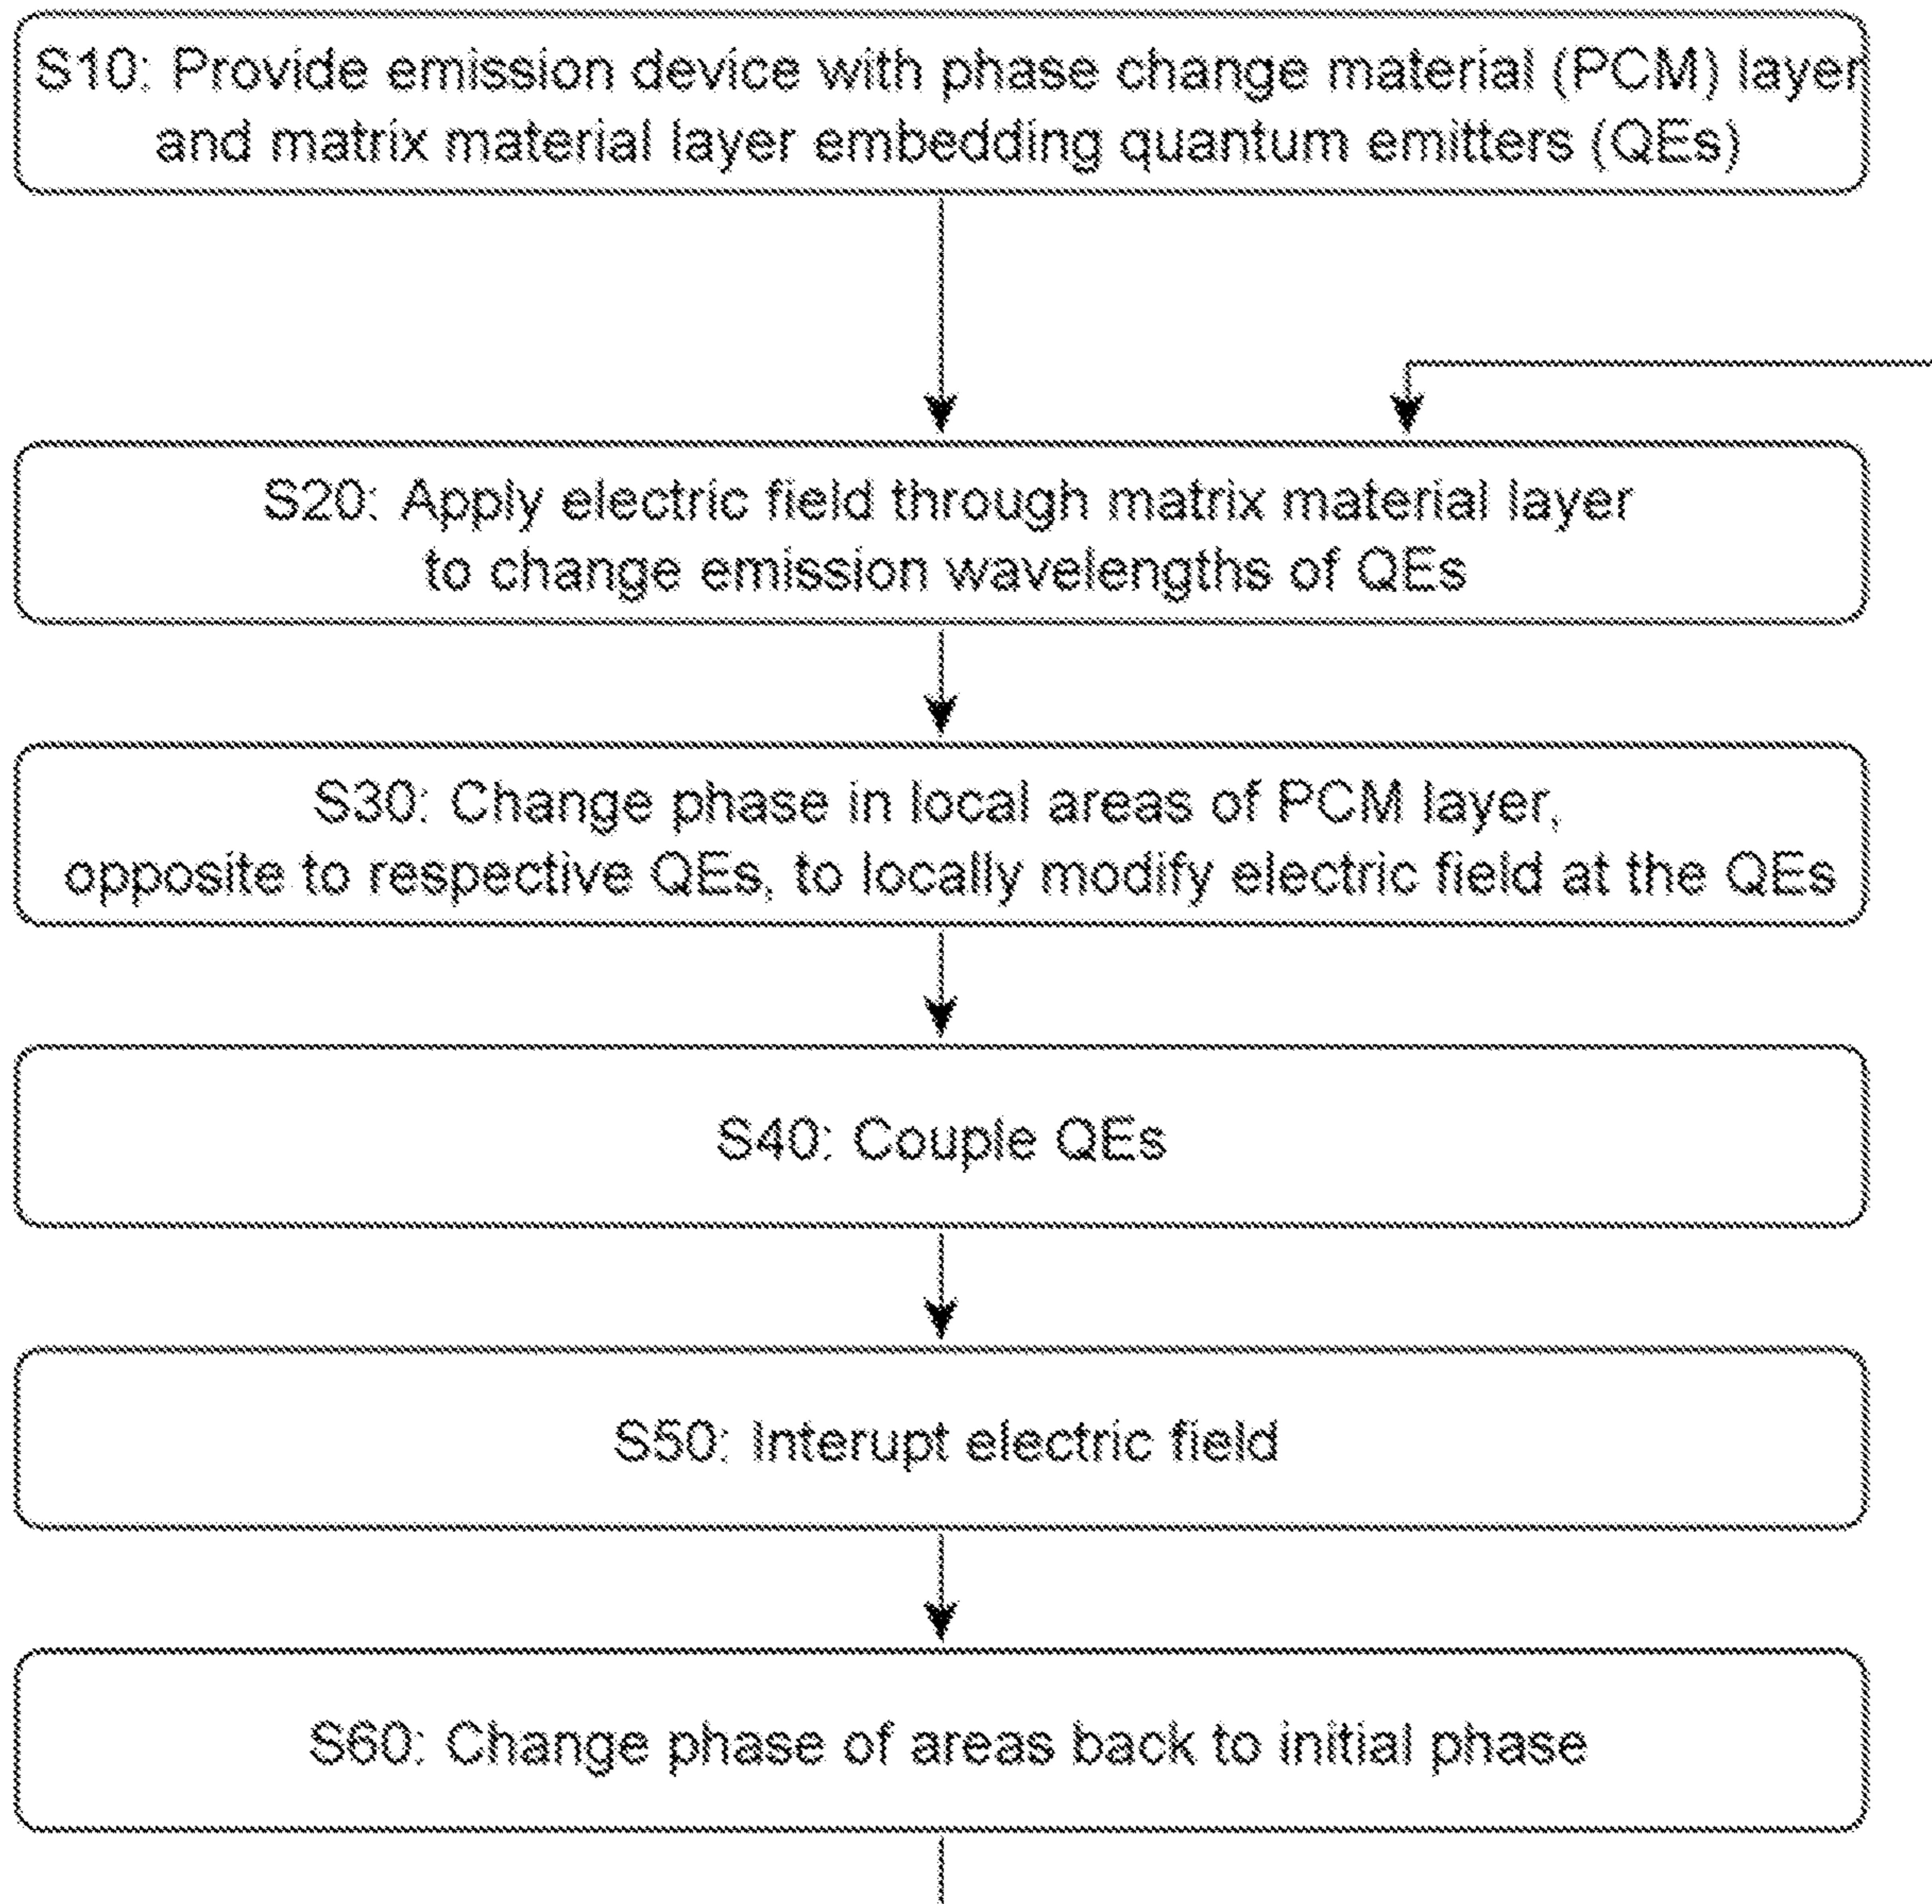 S10: Provide emission device with phase change material (PCM) layer
and matrix material layer embedding quantum emitters (QEs)
S20: Apply electric field through matrix material layer
to change emission wavelengths of QEs
S30: Change phase in local areas of PCM layer,
opposite to respective QEs, to locally modify electric field at the QEs
S40: Couple QEs
S50: Interupt electric field
S60: Change phase of areas back to initial phase